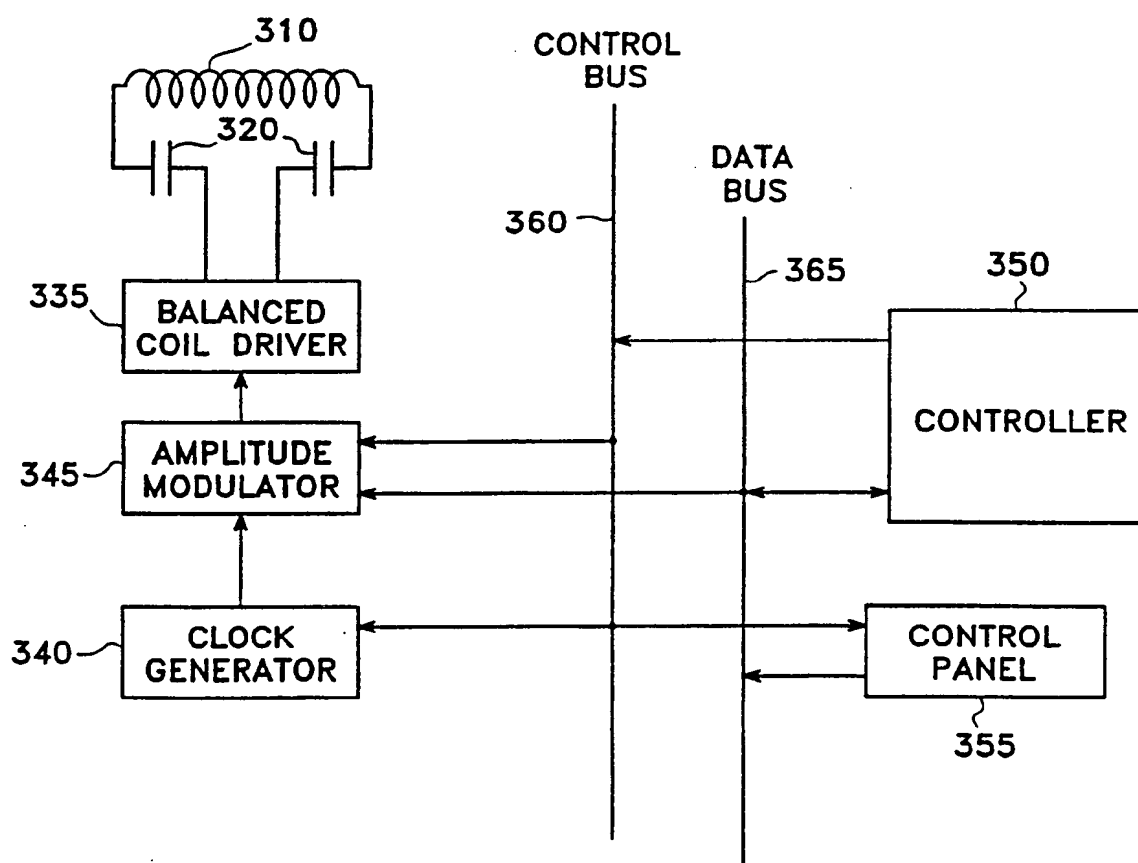 310
CONTROL
BUS
320
DATA
BUS
360
365
350
335
BALANCED
COIL DRIVER
CONTROLLER
345
AMPLITUDE
MODULATOR
340
CLOCK
GENERATOR
CONTROL
PANEL
355